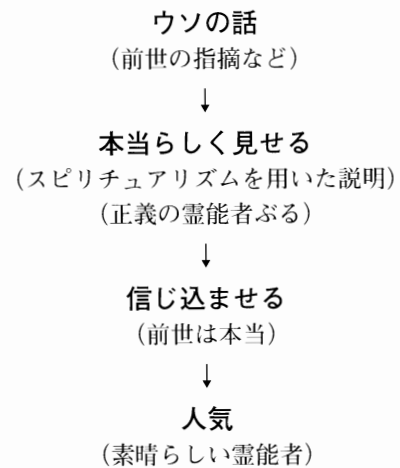 ウソの話
（前世の指摘など）
↓
本当らしく見せる
（スピリチュアリズムを用いた説明）
（正義の霊能者ぶる）
↓
信じ込ませる
（前世は本当）
↓
人気
（素晴らしい霊能者）